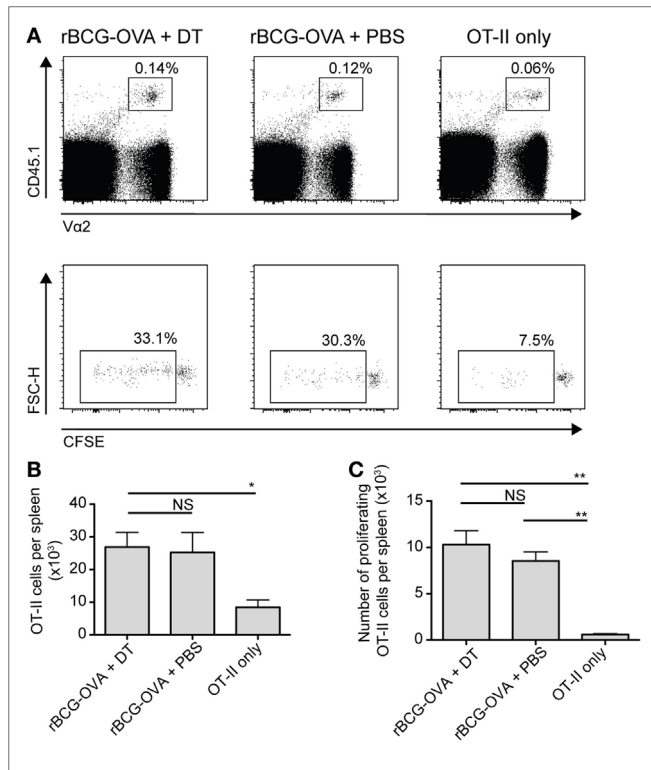 A
rBCG-OVA + DT
rBCG-OVA + PBS
OT-II only
0.14%
0.12%
0.06%
CD45.1
Vα2
33.1%
30.3%
7.5%
FSC-H
CFSE
B
*
NS
OT-II cells per spleen
(x10³)
40
30
20
10
0
rBCG-OVA + DT
rBCG-OVA + PBS
OT-II only
C
**
NS
**
Number of proliferating
OT-II cells per spleen (x10³)
15
10
5
0
rBCG-OVA + DT
rBCG-OVA + PBS
OT-II only